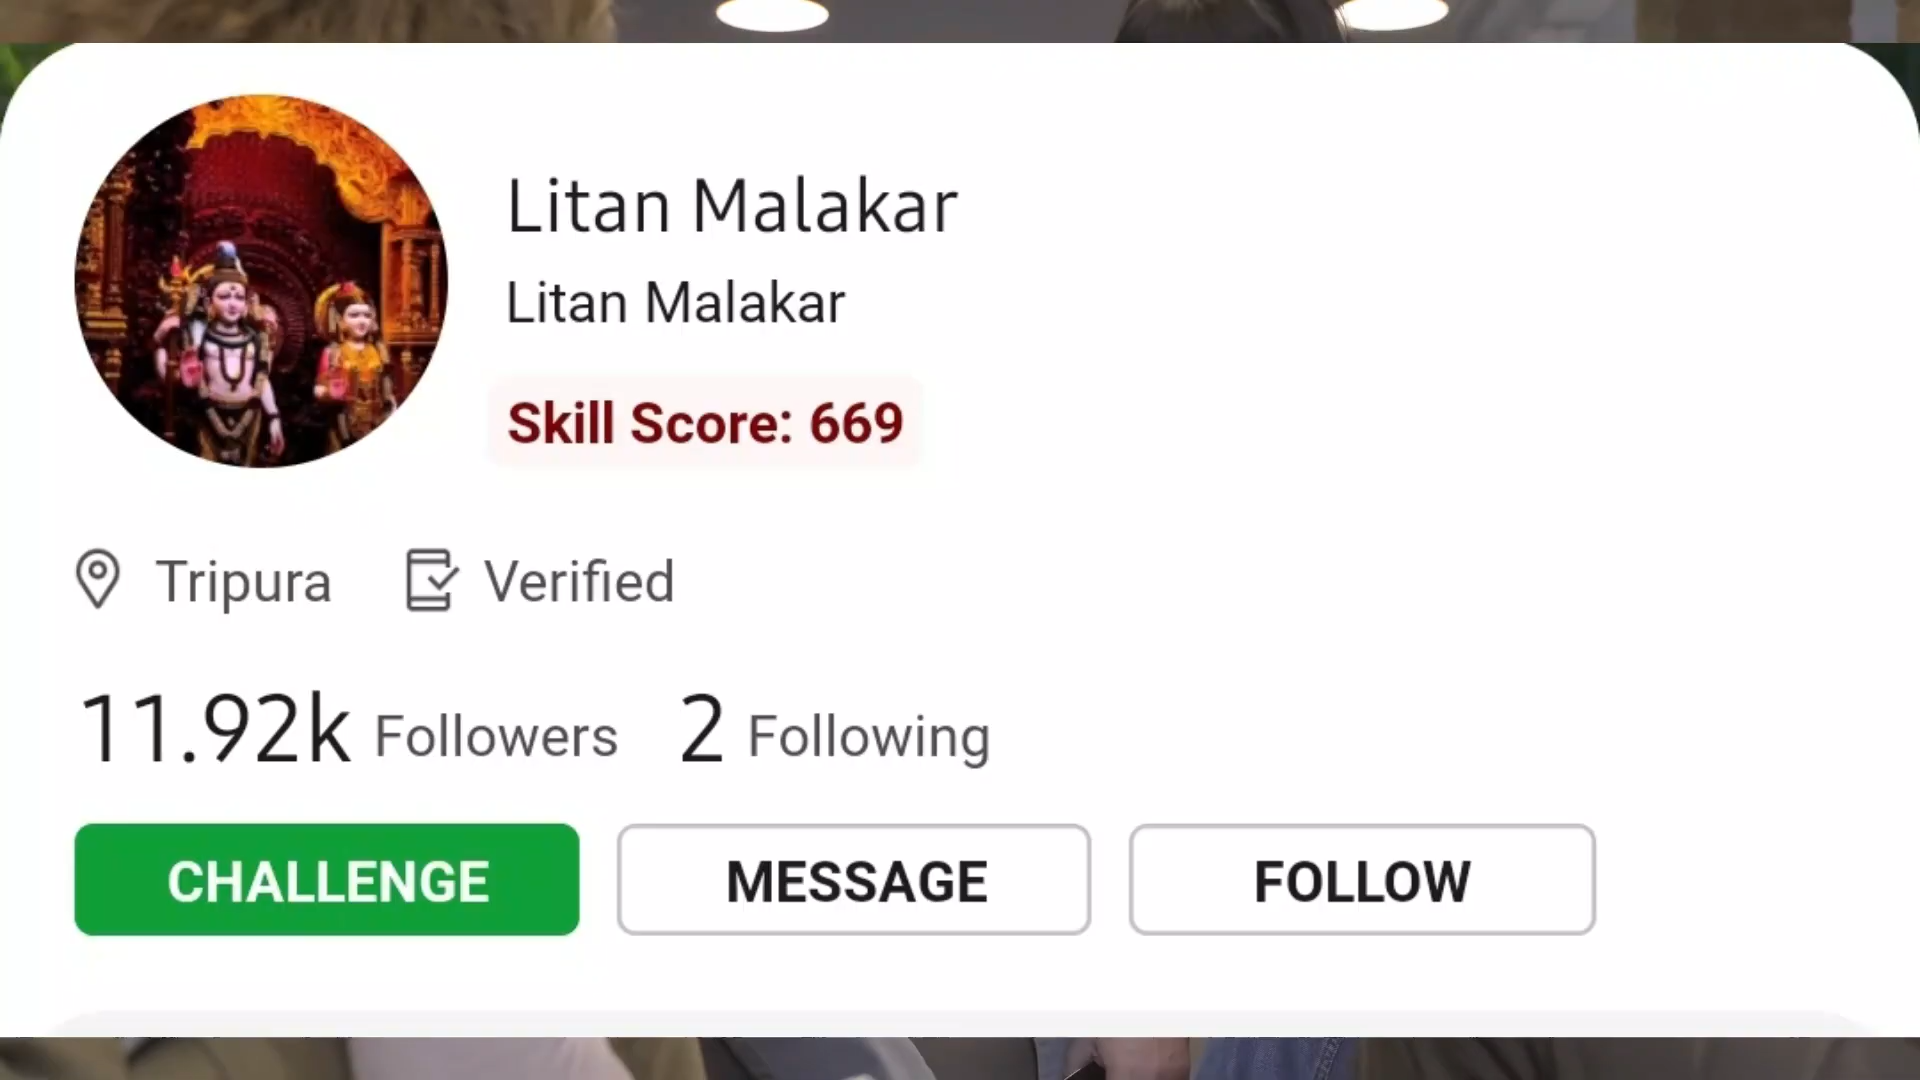 Litan Malakar
Litan Malakar
Skill Score: 669
Tripura Verified
11.92k Followers 2 Following
CHALLENGE MESSAGE FOLLOW